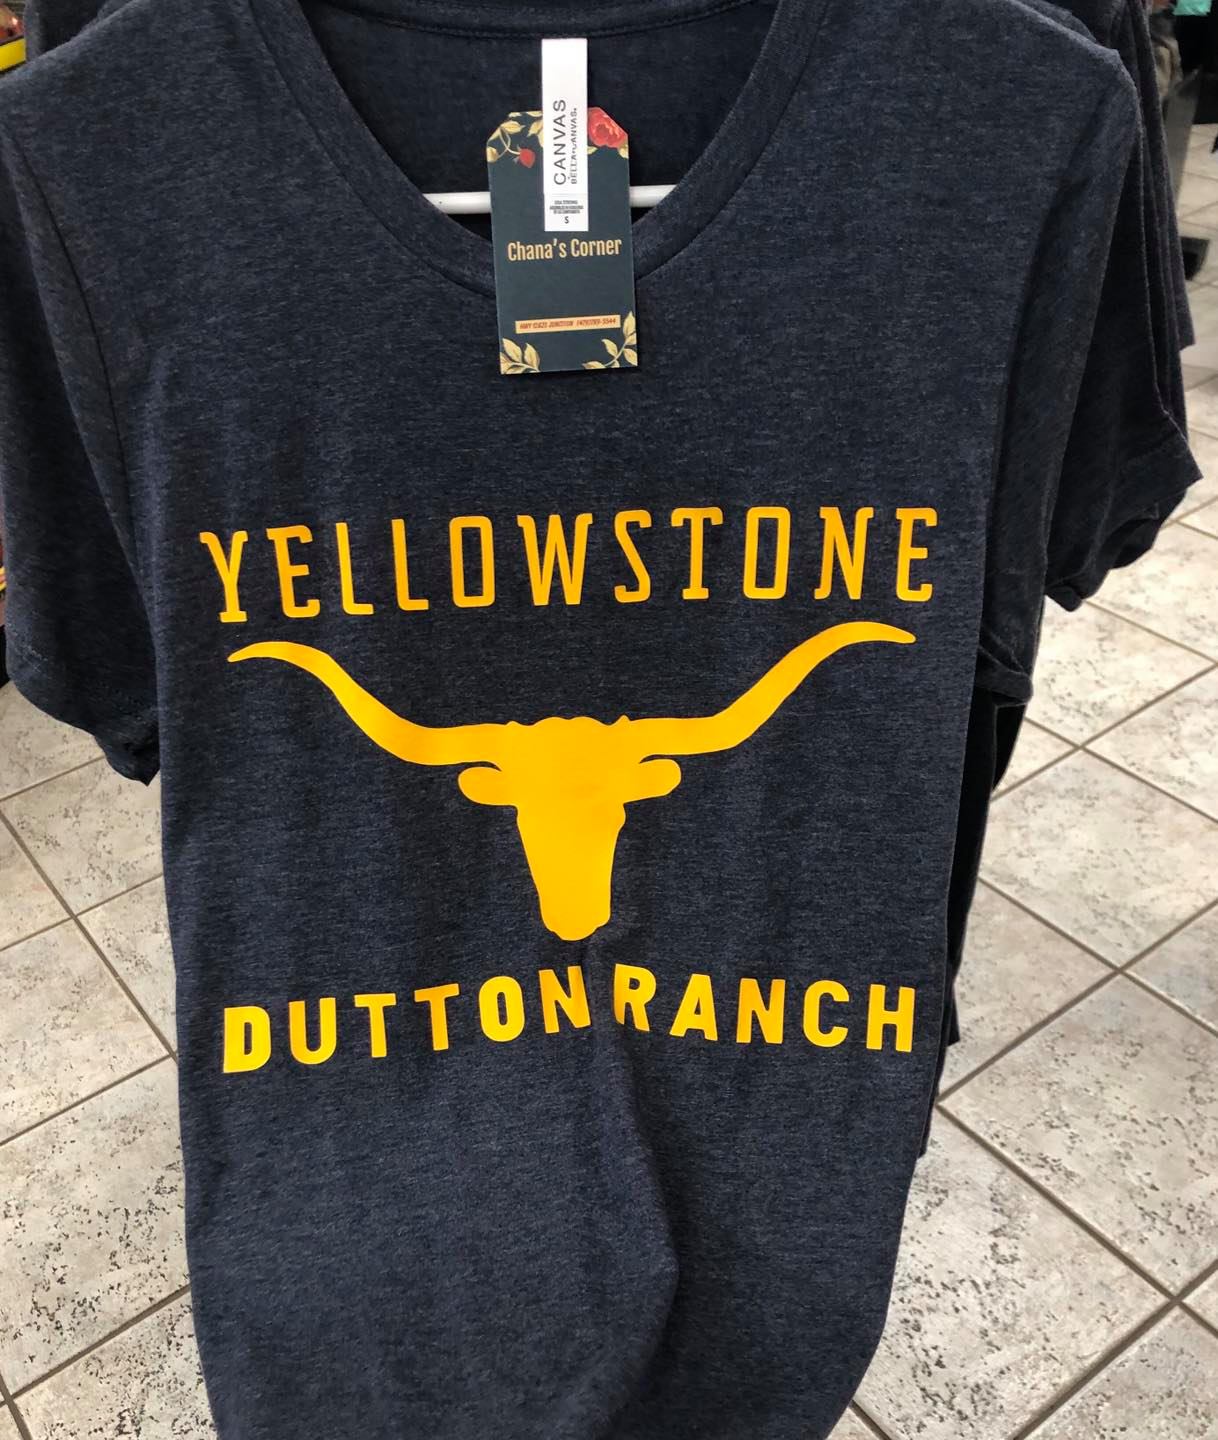 CANVAS
BELLA+CANVAS.
S
Chana's Corner
YELLOWSTONE
DUTTON RANCH